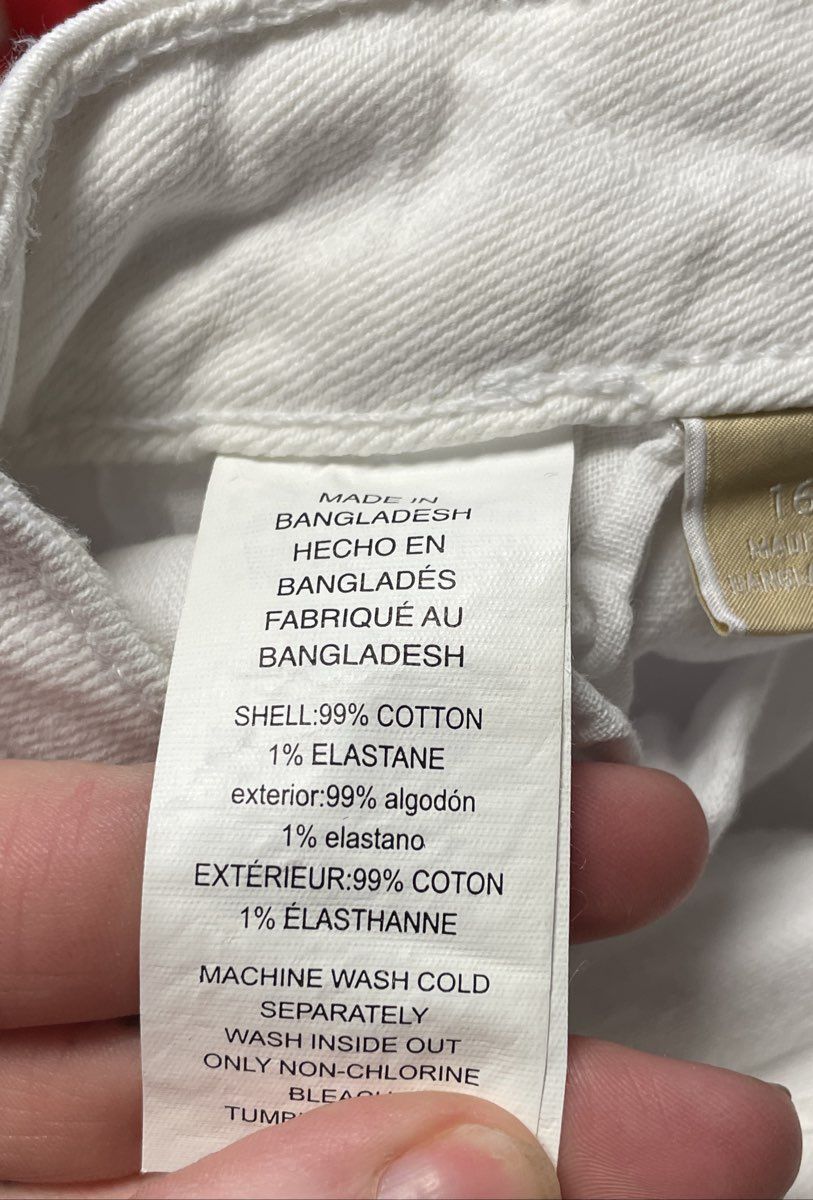 MADE IN
BANGLADESH
HECHO EN
BANGLADÉS
FABRIQUÉ AU
BANGLADESH
SHELL:99% COTTON
1% ELASTANE
exterior:99% algodón
1% elastano
EXTÉRIEUR:99% COTON
1% ÉLASTHANNE
MACHINE WASH COLD
SEPARATELY
WASH INSIDE OUT
ONLY NON-CHLORINE
16